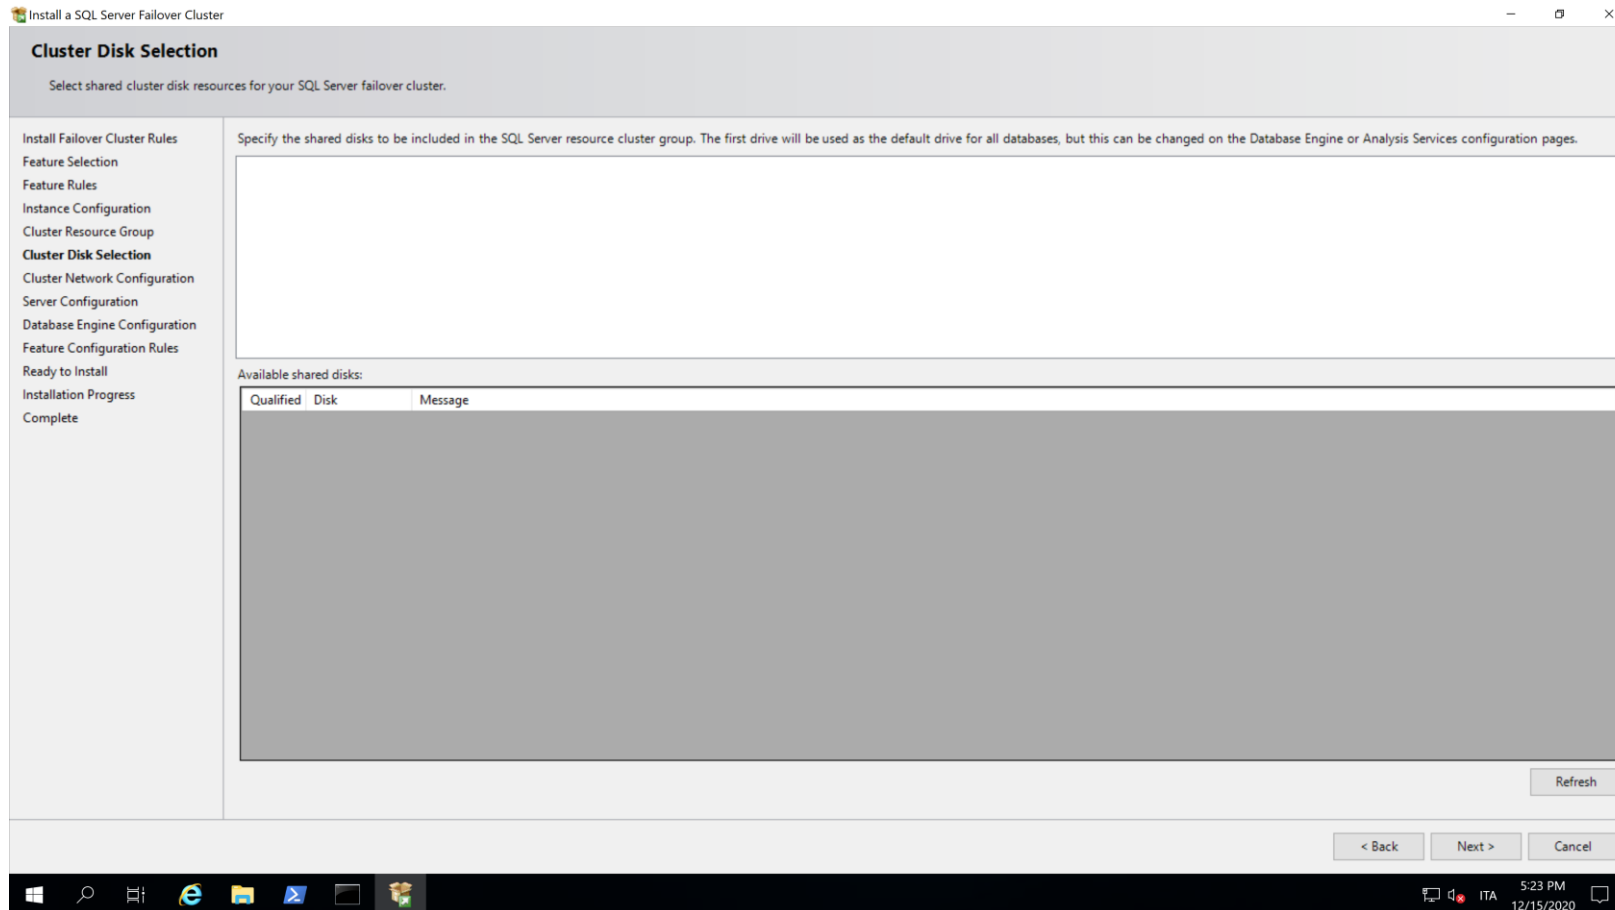 Install a SQL Server Failover Cluster
Cluster Disk Selection
Select shared cluster disk resources for your SQL Server failover cluster.
Install Failover Cluster Rules
Feature Selection
Feature Rules
Instance Configuration
Cluster Resource Group
Cluster Disk Selection
Cluster Network Configuration
Server Configuration
Database Engine Configuration
Feature Configuration Rules
Ready to Install
Installation Progress
Complete
Specify the shared disks to be included in the SQL Server resource cluster group. The first drive will be used as the default drive for all databases, but this can be changed on the Database Engine or Analysis Services configuration pages.
Available shared disks:
Qualified Disk Message
Refresh
< Back Next > Cancel
ITA
5:23 PM
12/15/2020